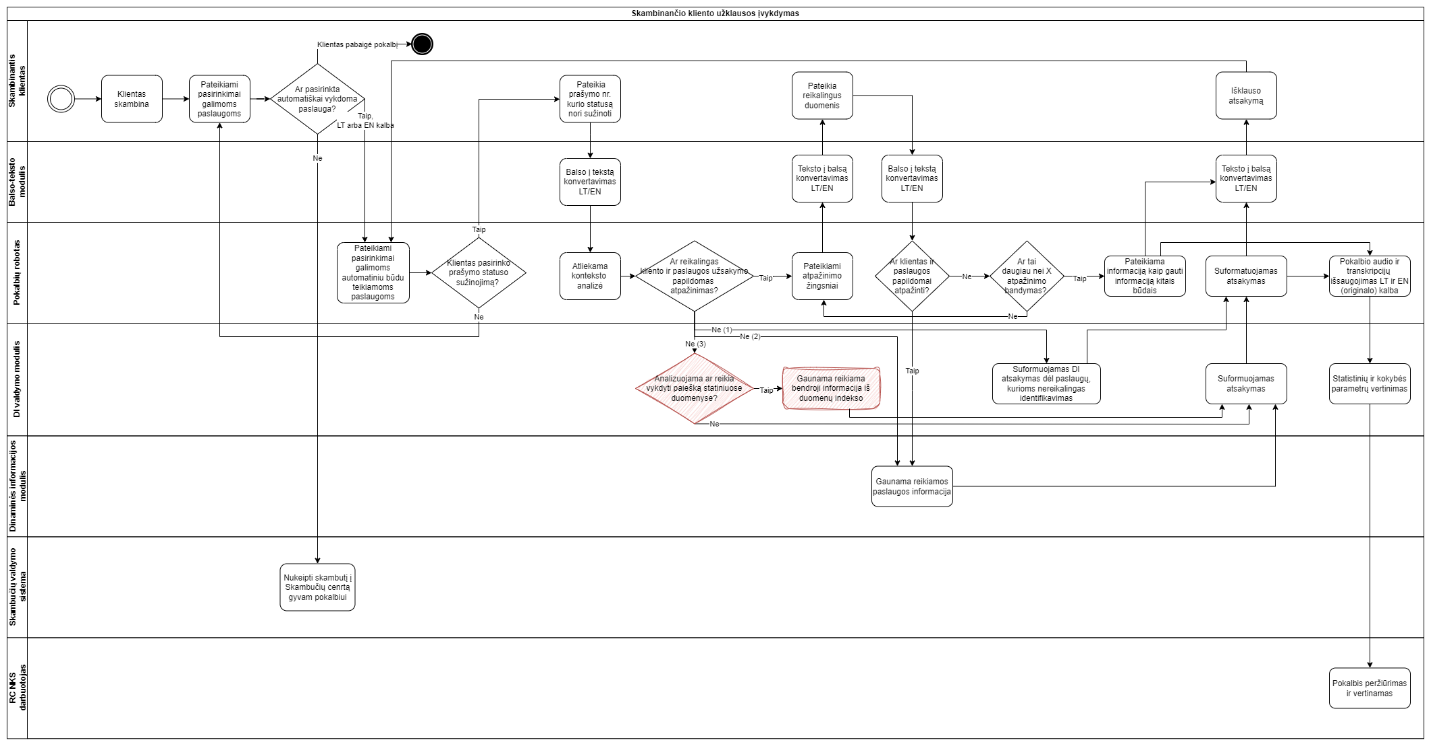 Skambinančio kliento užklausos įvykdymas
Skambinantis
klientas
Klientas
skambina
Pateikiami
pasirinkimai
galimoms
paslaugoms
Ar pasirinkta
automatiškai vykdoma
paslauga?
Klientas pabaigė pokalbį
Taip,
LT arba EN kalba
Ne
Pateikia
prašymo nr.
kurio statusą
nori sužinoti
Pateikia
reikalingus
duomenis
Išklauso
atsakymą
Balso-teksto
modulis
Balso į tekstą
konvertavimas
LT/EN
Teksto į balsą
konvertavimas
LT/EN
Balso į tekstą
konvertavimas
LT/EN
Teksto į balsą
konvertavimas
LT/EN
Pokalbių robotas
Pateikiami
pasirinkimai
galimoms
automatiniu būdu
teikiamoms
paslaugoms
Taip
Klientas pasirinko
prašymo statuso
sužinojimą?
Ne
Atliekama
konteksto
analizė
Ar reikalingas
kliento ir paslaugos užsakymo
papildomas
atpažinimas?
Taip
Pateikiami
atpažinimo
žingsniai
Ar klientas ir
paslaugos
papildomai
atpažinti?
Ne
Ar tai
daugiau nei X
atpažinimo
bandymas?
Taip
Ne
Pateikiama
informaciją kaip gauti
informaciją kitais
būdais
Suformatuojamas
atsakymas
Pokalbio audio ir
transkripcijų
išsaugojimas LT ir EN
(originalo) kalba
DI valdymo modulis
Ne (1)
Ne (2)
Ne (3)
Analizuojama ar reikia
vykdyti paiešką statiniuose
duomenyse?
Taip
Ne
Gaunama reikiama
bendroji informacija iš
duomenų indekso
Taip
Suformuojamas DI
atsakymas dėl paslaugų,
kurioms nereikalingas
identifikavimas
Suformuojamas
atsakymas
Statistinių ir kokybės
parametrų vertinimas
Dinaminės informacijos
modulis
Gaunama reikiamos
paslaugos informacija
Skambučių valdymo
sistema
Nukeipti skambutį į
Skambučių cenrtą
gyvam pokalbiui
RC NKS
darbuotojas
Pokalbis peržiūrimas
ir vertinamas